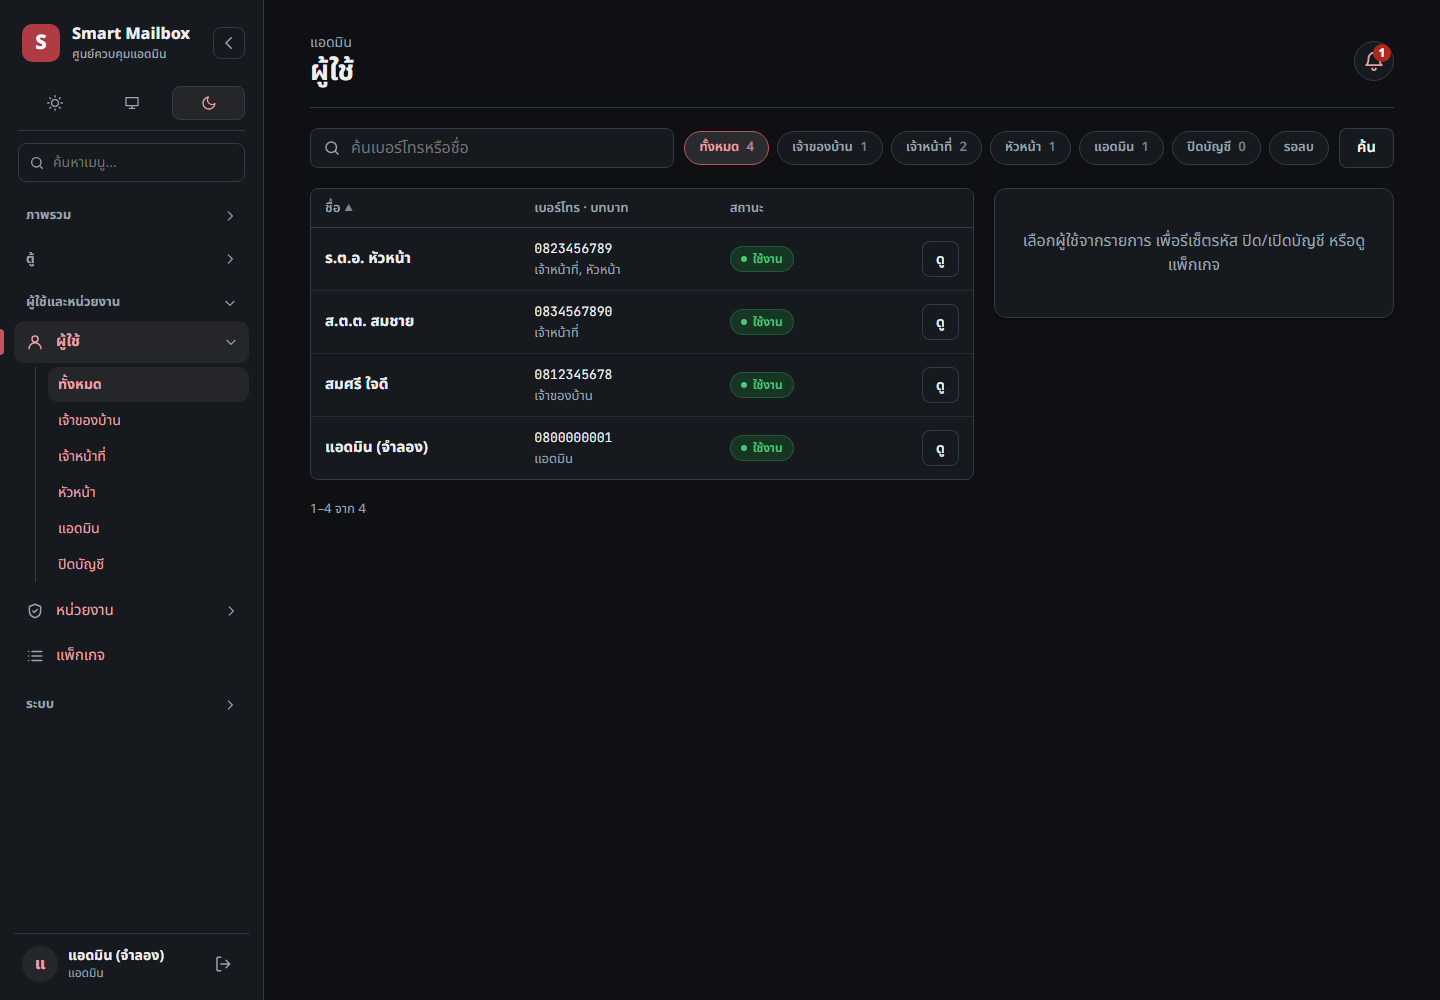 S
Smart Mailbox
ศูนย์ควบคุมแอดมิน
ค้นหาเมนู...
ภาพรวม
ตู้
ผู้ใช้และหน่วยงาน
ผู้ใช้
ทั้งหมด
เจ้าของบ้าน
เจ้าหน้าที่
หัวหน้า
แอดมิน
ปิดบัญชี
หน่วยงาน
แพ็กเกจ
ระบบ
แ
แอดมิน (จำลอง)
แอดมิน
แอดมิน
ผู้ใช้
1
ค้นเบอร์โทรหรือชื่อ
ทั้งหมด 4
เจ้าของบ้าน 1
เจ้าหน้าที่ 2
หัวหน้า 1
แอดมิน 1
ปิดบัญชี 0
รอลบ
ค้น
ชื่อ ▲ เบอร์โทร · บทบาท สถานะ
ร.ต.อ. หัวหน้า
0823456789
เจ้าหน้าที่, หัวหน้า
ใช้งาน
ดู
ส.ต.ต. สมชาย
0834567890
เจ้าหน้าที่
ใช้งาน
ดู
สมศรี ใจดี
0812345678
เจ้าของบ้าน
ใช้งาน
ดู
แอดมิน (จำลอง)
0800000001
แอดมิน
ใช้งาน
ดู
1–4 จาก 4
เลือกผู้ใช้จากรายการ เพื่อรีเซ็ตรหัส ปิด/เปิดบัญชี หรือดู
แพ็กเกจ